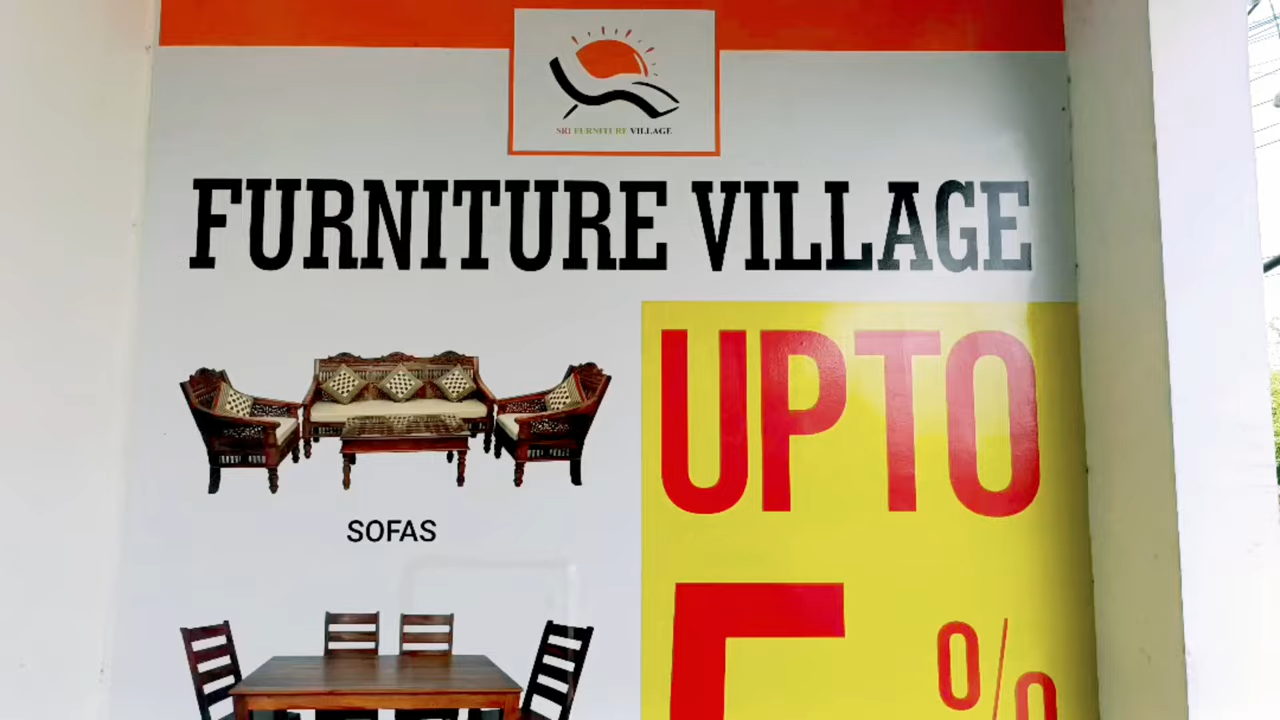 SRI FURNITURE VILLAGE
FURNITURE VILLAGE
UPTO
SOFAS
%